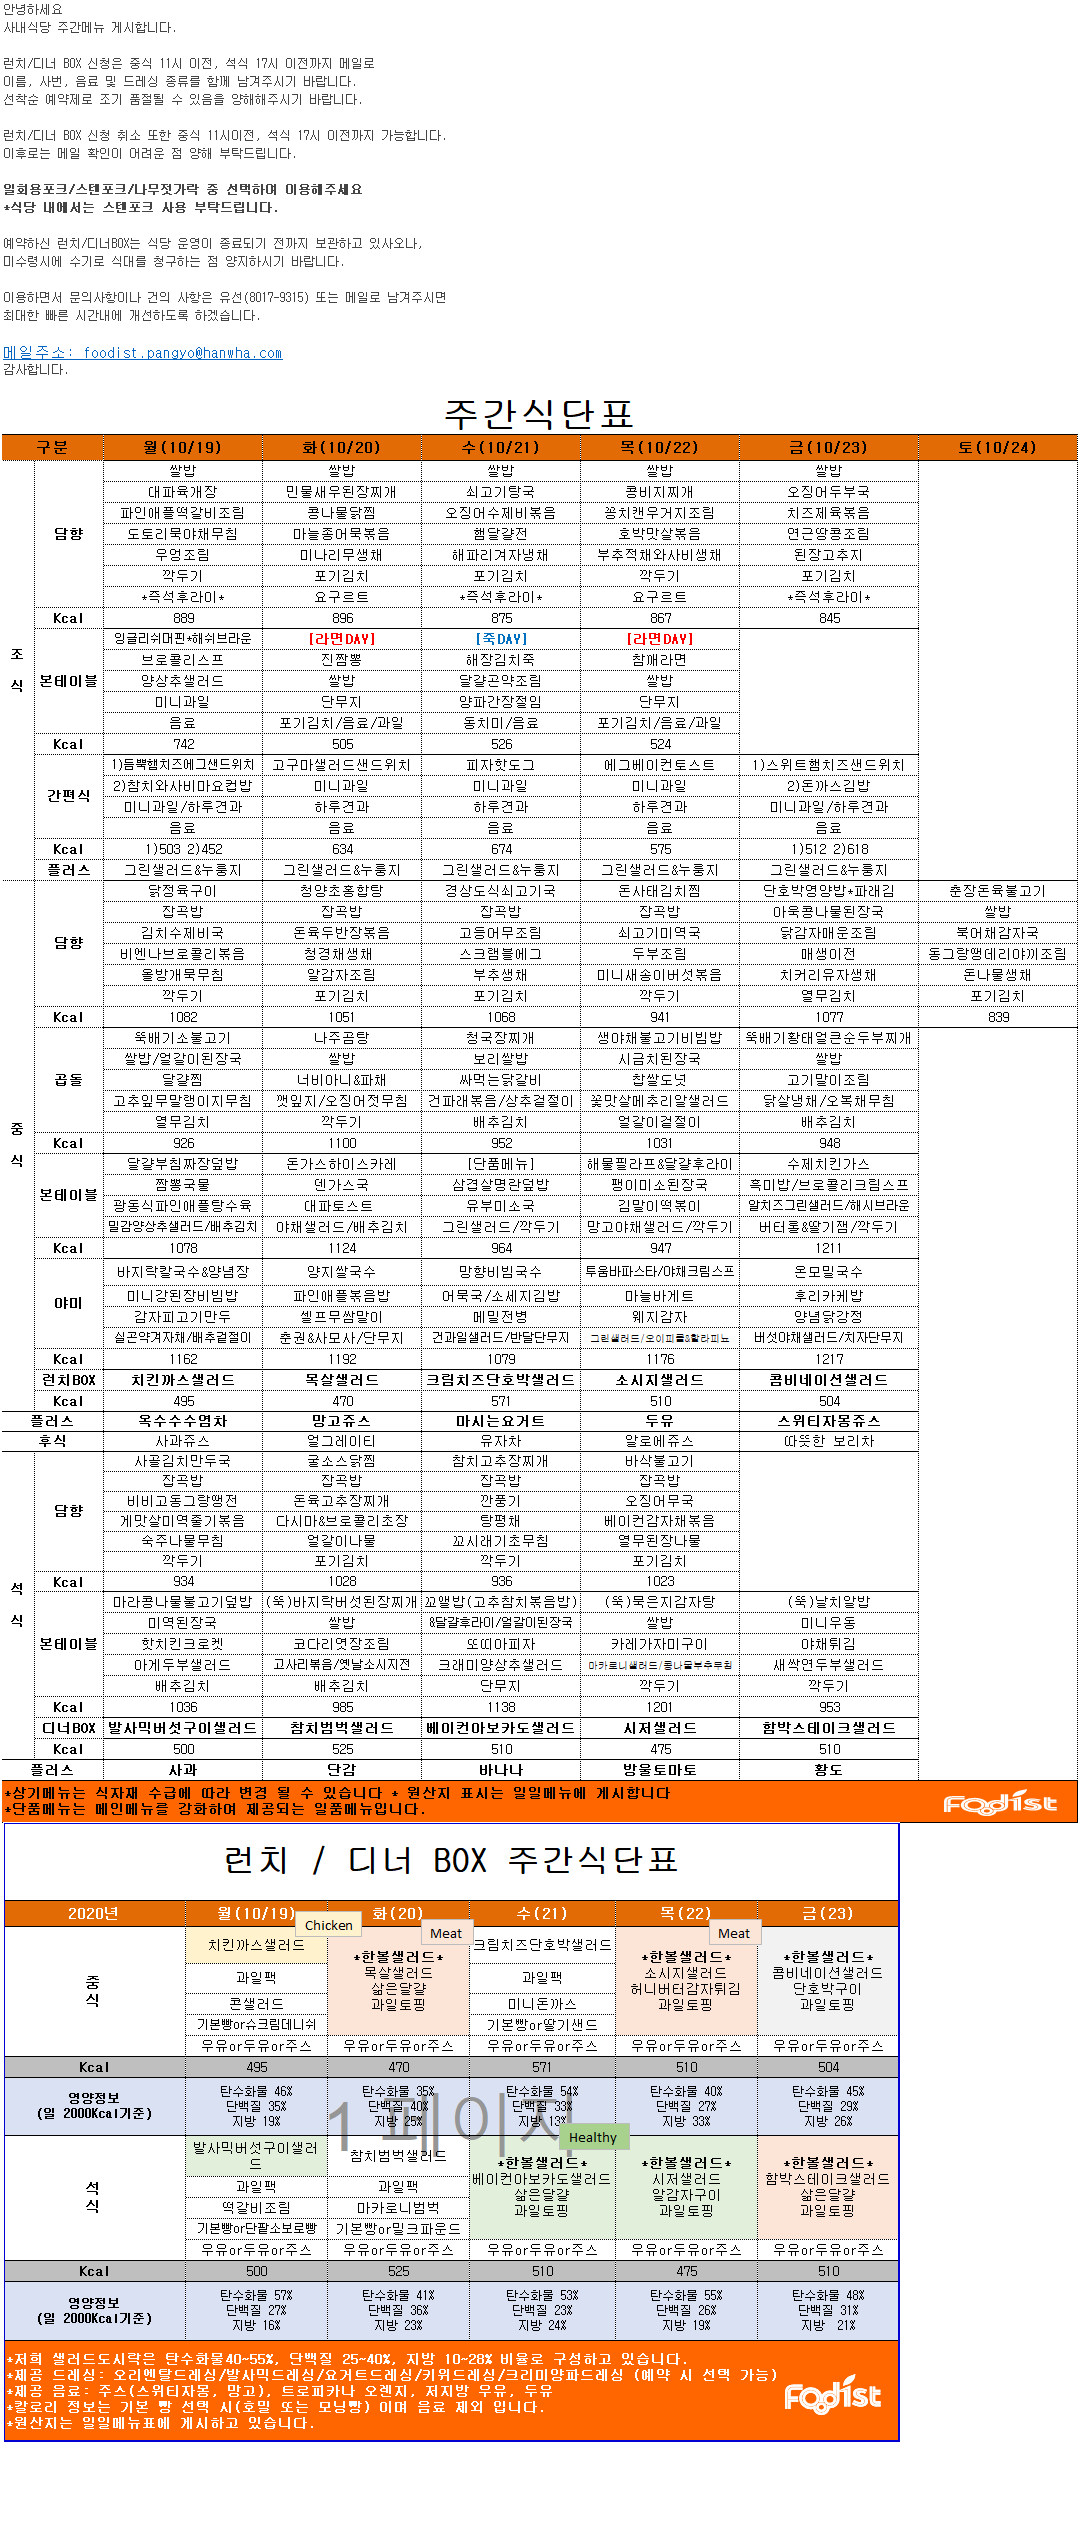 안녕하세요
사내식당 주간메뉴 게시합니다.
런치/디너 BOX 신청은 중식 11시 이전, 석식 17시 이전까지 메일로
이름, 사번, 음료 및 드레싱 종류를 함께 남겨주시기 바랍니다.
선착순 예약제로 조기 품절될 수 있음을 양해해주시기 바랍니다.
런치/디너 BOX 신청 취소 또한 중식 11시이전, 석식 17시 이전까지 가능합니다.
이후로는 메일 확인이 어려운 점 양해 부탁드립니다.
일회용포크/스텐포크/나무젓가락 중 선택하여 이용해주세요
*식당 내에서는 스텐포크 사용 부탁드립니다.
예약하신 런치/디너BOX는 식당 운영이 종료되기 전까지 보관하고 있사오나,
미수령시에 수기로 식대를 청구하는 점 양지하시기 바랍니다.
이용하면서 문의사항이나 건의 사항은 유선(8017-9315) 또는 메일로 남겨주시면
최대한 빠른 시간내에 개선하도록 하겠습니다.
메일주소: foodist.pangyo@hanwha.com
감사합니다.
주간식단표
구분 월(10/19) 화(10/20) 수(10/21) 목(10/22) 금(10/23) 토(10/24)
조식
담향
쌀밥 쌀밥 쌀밥 쌀밥 쌀밥
대파육개장 민물새우된장찌개 쇠고기탕국 콩비지찌개 오징어두부국
파인애플떡갈비조림 콩나물닭찜 오징어수제비볶음 꽁치캔우거지조림 치즈제육볶음
도토리묵야채무침 마늘종어묵볶음 햄달걀전 호박맛살볶음 연근땅콩조림
우엉조림 미나리무생채 해파리겨자냉채 부추적채와사비생채 된장고추지
깍두기 포기김치 포기김치 깍두기 포기김치
*즉석후라이* 요구르트 *즉석후라이* 요구르트 *즉석후라이*
Kcal 889 896 875 867 845
본테이블
잉글리쉬머핀*해쉬브라운 [라면DAY] [죽DAY] [라면DAY]
브로콜리스프 진짬뽕 해장김치죽 참깨라면
양상추샐러드 쌀밥 달걀곤약조림 쌀밥
미니과일 단무지 양파간장절임 단무지
음료 포기김치/음료/과일 동치미/음료 포기김치/음료/과일
Kcal 742 505 526 524
간편식
1)듬뿍햄치즈에그샌드위치 고구마샐러드샌드위치 피자핫도그 에그베이컨토스트 1)스위트햄치즈샌드위치
2)참치와사비마요컵밥 미니과일 미니과일 미니과일 2)돈까스김밥
미니과일/하루견과 하루견과 하루견과 하루견과 미니과일/하루견과
음료 음료 음료 음료 음료
Kcal 1)503 2)452 634 674 575 1)512 2)618
플러스 그린샐러드&누룽지 그린샐러드&누룽지 그린샐러드&누룽지 그린샐러드&누룽지 그린샐러드&누룽지
중식
담향
닭정육구이 청양초홍합탕 경상도식쇠고기국 돈사태김치찜 단호박영양밥*파래김 춘장돈육불고기
잡곡밥 잡곡밥 잡곡밥 잡곡밥 아욱콩나물된장국 쌀밥
김치수제비국 돈육두반장볶음 고등어무조림 쇠고기미역국 닭감자매운조림 북어채감자국
비엔나브로콜리볶음 청경채생채 스크램블에그 두부조림 매생이전 동그랑땡데리야끼조림
올방개묵무침 알감자조림 부추생채 미니새송이버섯볶음 치커리유자생채 돈나물생채
깍두기 포기김치 포기김치 깍두기 열무김치 포기김치
Kcal 1082 1051 1068 941 1077 839
곱돌
뚝배기소불고기 나주곰탕 청국장찌개 생야채불고기비빔밥 뚝배기황태얼큰순두부찌개
쌀밥/얼갈이된장국 쌀밥 보리쌀밥 시금치된장국 쌀밥
달걀찜 너비아니&파채 싸먹는닭갈비 찹쌀도넛 고기말이조림
고추잎무말랭이지무침 깻잎지/오징어젓무침 건파래볶음/상추겉절이 꽃맛살메추리알샐러드 닭살냉채/오복채무침
열무김치 깍두기 배추김치 얼갈이겉절이 배추김치
Kcal 926 1100 952 1031 948
본테이블
달걀부침짜장덮밥 돈가스하이스카레 [단품메뉴] 해물필라프&달걀후라이 수제치킨가스
짬뽕국물 덴가스국 삼겹살명란덮밥 팽이미소된장국 흑미밥/브로콜리크림스프
광동식파인애플탕수육 대파토스트 유부미소국 김말이떡볶이 알치즈그린샐러드/해시브라운
밀감양상추샐러드/배추김치 야채샐러드/배추김치 그린샐러드/깍두기 망고야채샐러드/깍두기 버터롤&딸기잼/깍두기
Kcal 1078 1124 964 947 1211
야미
바지락칼국수&양념장 양지쌀국수 망향비빔국수 투움바파스타/야채크림스프 온모밀국수
미니강된장비빔밥 파인애플볶음밥 어묵국/소세지김밥 마늘바게트 후리카케밥
감자피고기만두 셀프무쌈말이 메밀전병 웨지감자 양념닭강정
실곤약겨자채/배추겉절이 춘권&사모사/단무지 건과일샐러드/반달단무지 그린샐러드/오이피클&할라피뇨 버섯야채샐러드/치자단무지
Kcal 1162 1192 1079 1176 1217
런치BOX 치킨까스샐러드 목살샐러드 크림치즈단호박샐러드 소시지샐러드 콤비네이션샐러드
Kcal 495 470 571 510 504
플러스 옥수수수염차 망고쥬스 마시는요거트 두유 스위티자몽쥬스
후식 사과쥬스 얼그레이티 유자차 알로에쥬스 따뜻한 보리차
석식
담향
사골김치만두국 굴소스닭찜 참치고추장찌개 바삭불고기
잡곡밥 잡곡밥 잡곡밥 잡곡밥
비비고동그랑땡전 돈육고추장찌개 깐풍기 오징어무국
게맛살미역줄기볶음 다시마&브로콜리초장 탕평채 베이컨감자채볶음
숙주나물무침 얼갈이나물 꼬시래기초무침 열무된장나물
깍두기 포기김치 깍두기 포기김치
Kcal 934 1028 936 1023
본테이블
마라콩나물불고기덮밥 (뚝)바지락버섯된장찌개 꼬맬밥(고추참치볶음밥) (뚝)묵은지감자탕 (뚝)날치알밥
미역된장국 쌀밥 &달걀후라이/얼갈이된장국 쌀밥 미니우동
핫치킨크로켓 코다리엿장조림 또띠아피자 카레가자미구이 야채튀김
아게두부샐러드 고사리볶음/옛날소시지전 크래미양상추샐러드 마카로니샐러드/콩나물부추무침 새싹연두부샐러드
배추김치 배추김치 단무지 깍두기 깍두기
Kcal 1036 985 1138 1201 953
디너BOX 발사믹버섯구이샐러드 참치범벅샐러드 베이컨아보카도샐러드 시저샐러드 함박스테이크샐러드
Kcal 500 525 510 475 510
플러스 사과 단감 바나나 방울토마토 황도
*상기메뉴는 식자재 수급에 따라 변경 될 수 있습니다 * 원산지 표시는 일일메뉴에 게시합니다
*단품메뉴는 메인메뉴를 강화하여 제공되는 일품메뉴입니다.
Foodist
런치 / 디너 BOX 주간식단표
2020년 월(10/19) 화(20) 수(21) 목(22) 금(23)
Chicken Meat Meat
중식
치킨까스샐러드
과일팩
콘샐러드
기본빵or슈크림데니쉬
우유or두유or주스
*한볼샐러드*
목살샐러드
삶은달걀
과일토핑
우유or두유or주스
크림치즈단호박샐러드
과일팩
미니돈까스
기본빵or딸기샌드
우유or두유or주스
*한볼샐러드*
소시지샐러드
허니버터감자튀김
과일토핑
우유or두유or주스
*한볼샐러드*
콤비네이션샐러드
단호박구이
과일토핑
우유or두유or주스
Kcal 495 470 571 510 504
영양정보
(일 2000Kcal기준)
탄수화물 46% 탄수화물 35% 탄수화물 54% 탄수화물 40% 탄수화물 45%
단백질 35% 단백질 40% 단백질 33% 단백질 27% 단백질 29%
지방 19% 지방 25% 지방 13% 지방 33% 지방 26%
1 페이지
Healthy
석식
발사믹버섯구이샐러드
과일팩
떡갈비조림
기본빵or단팥소보로빵
우유or두유or주스
참치범벅샐러드
과일팩
마카로니범벅
기본빵or밀크파운드
우유or두유or주스
*한볼샐러드*
베이컨아보카도샐러드
삶은달걀
과일토핑
우유or두유or주스
*한볼샐러드*
시저샐러드
알감자구이
과일토핑
우유or두유or주스
*한볼샐러드*
함박스테이크샐러드
삶은달걀
과일토핑
우유or두유or주스
Kcal 500 525 510 475 510
영양정보
(일 2000Kcal기준)
탄수화물 57% 탄수화물 41% 탄수화물 53% 탄수화물 55% 탄수화물 48%
단백질 27% 단백질 36% 단백질 23% 단백질 26% 단백질 31%
지방 16% 지방 23% 지방 24% 지방 19% 지방 21%
*저희 샐러드도시락은 탄수화물40~55%, 단백질 25~40%, 지방 10~28% 비율로 구성하고 있습니다.
*제공 드레싱: 오리엔탈드레싱/발사믹드레싱/요거트드레싱/키위드레싱/크리미양파드레싱 (예약 시 선택 가능)
*제공 음료: 주스(스위티자몽, 망고), 트로피카나 오렌지, 저지방 우유, 두유
*칼로리 정보는 기본 빵 선택 시(호밀 또는 모닝빵) 이며 음료 제외 입니다.
*원산지는 일일메뉴표에 게시하고 있습니다.
Foodist